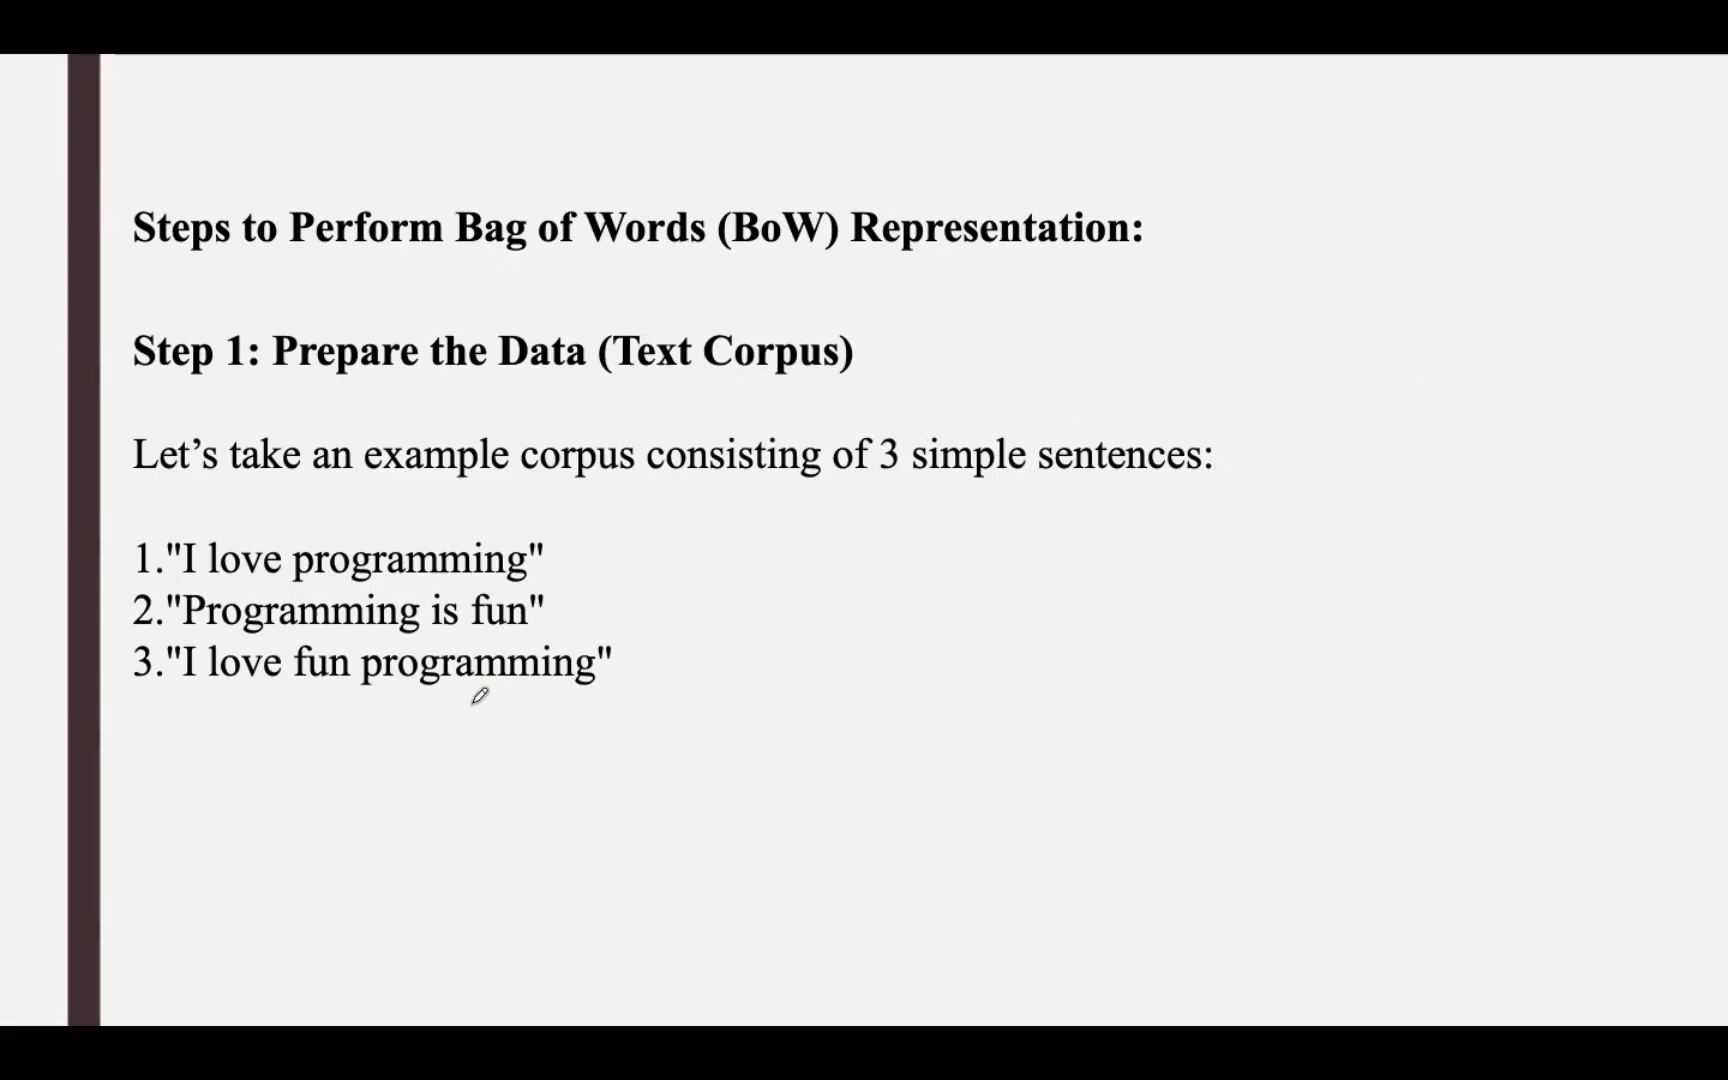 Steps to Perform Bag of Words (BoW) Representation:
Step 1: Prepare the Data (Text Corpus)
Let’s take an example corpus consisting of 3 simple sentences:
1."I love programming"
2."Programming is fun"
3."I love fun programming"